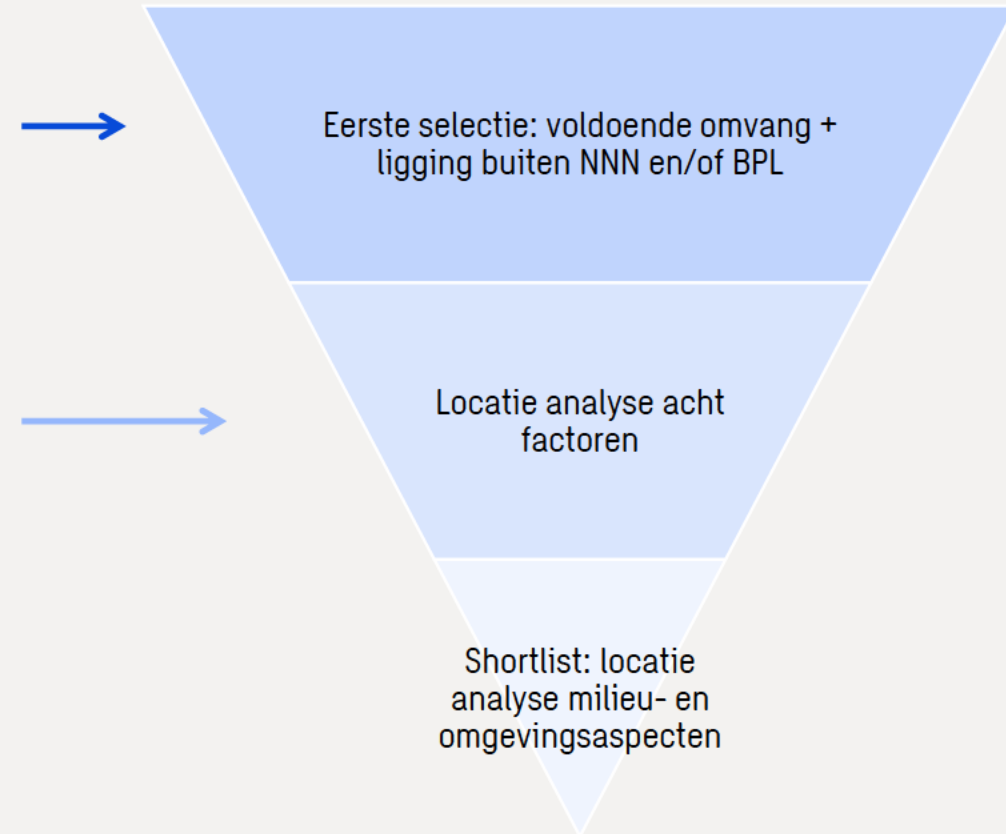 Eerste selectie: voldoende omvang +
ligging buiten NNN en/of BPL
Locatie analyse acht
factoren
Shortlist: locatie
analyse milieu- en
omgevingsaspecten